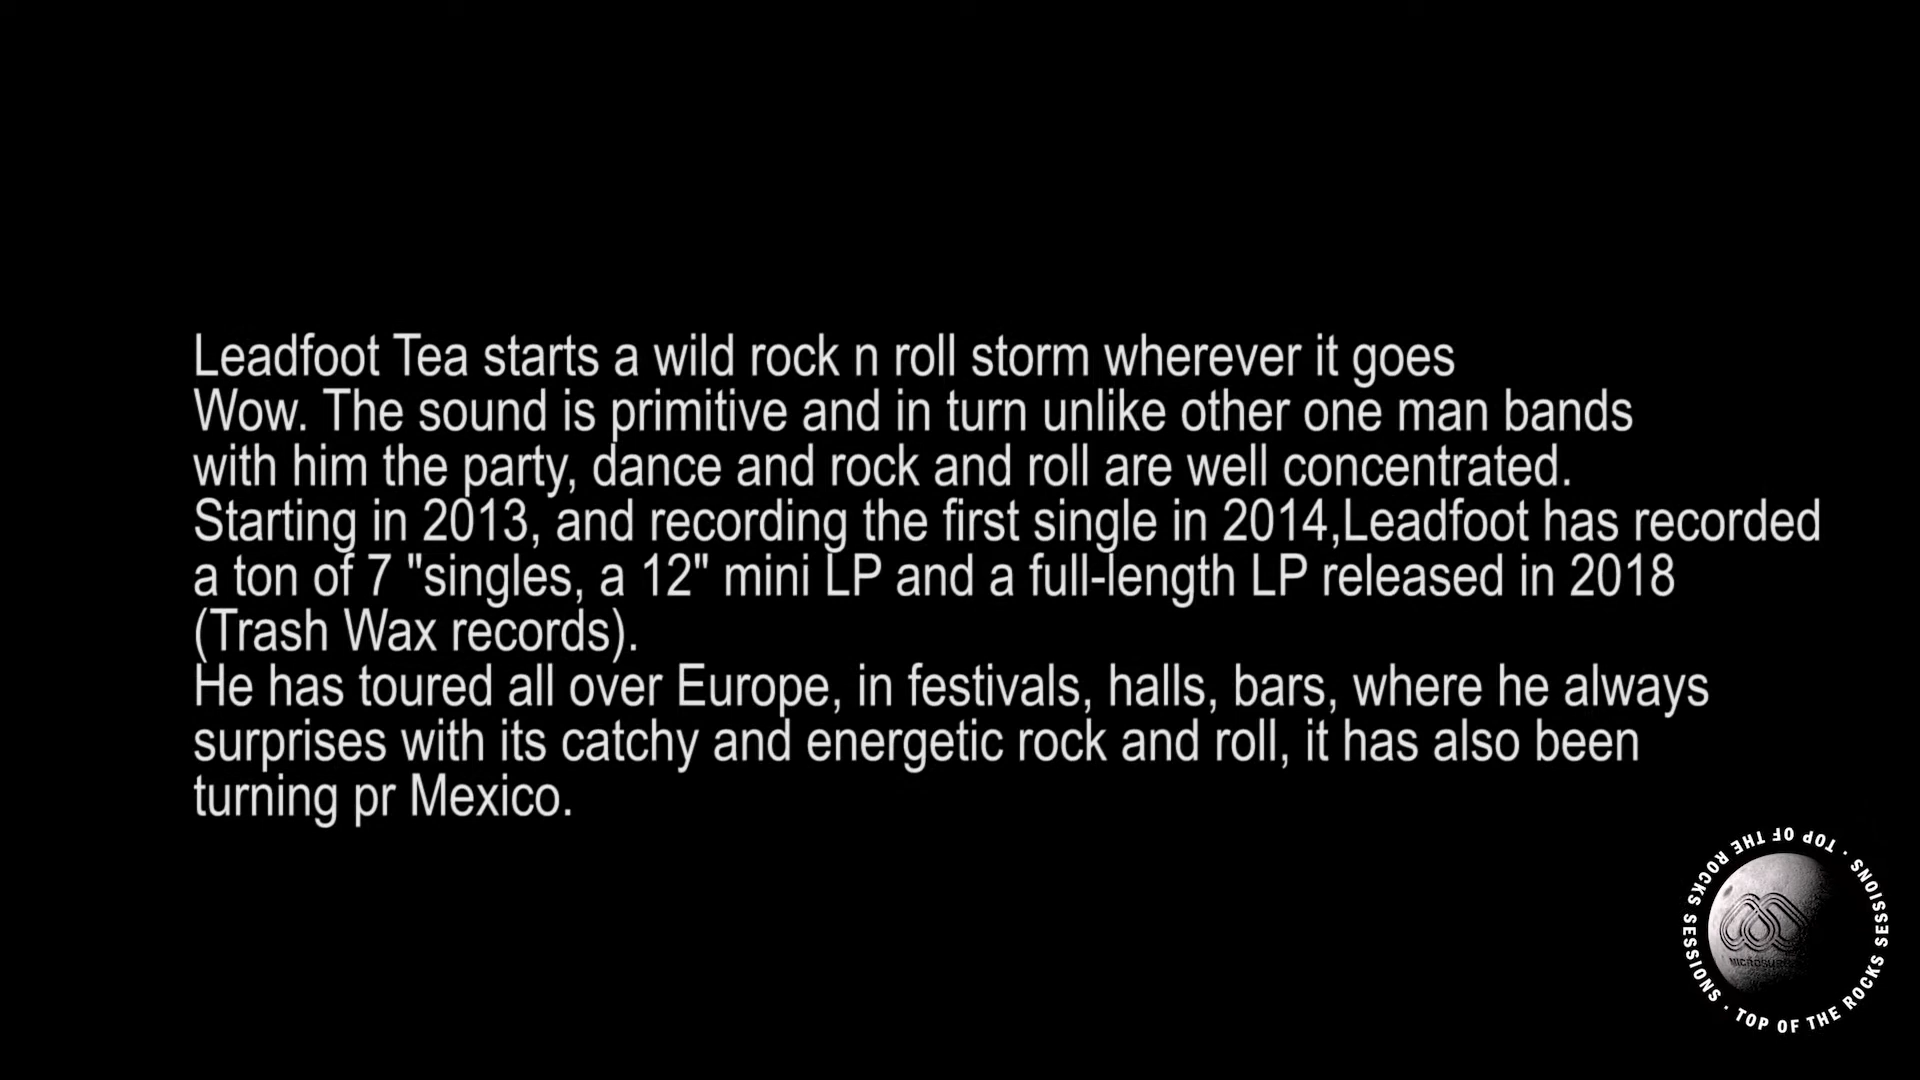 Leadfoot Tea starts a wild rock n roll storm wherever it goes
Wow. The sound is primitive and in turn unlike other one man bands
with him the party, dance and rock and roll are well concentrated.
Starting in 2013, and recording the first single in 2014,Leadfoot has recorded
a ton of 7 "singles, a 12" mini LP and a full-length LP released in 2018
(Trash Wax records).
He has toured all over Europe, in festivals, halls, bars, where he always
surprises with its catchy and energetic rock and roll, it has also been
turning pr Mexico.
TOP OF THE ROCKS SESSIONS · TOP OF THE ROCKS SESSIONS ·